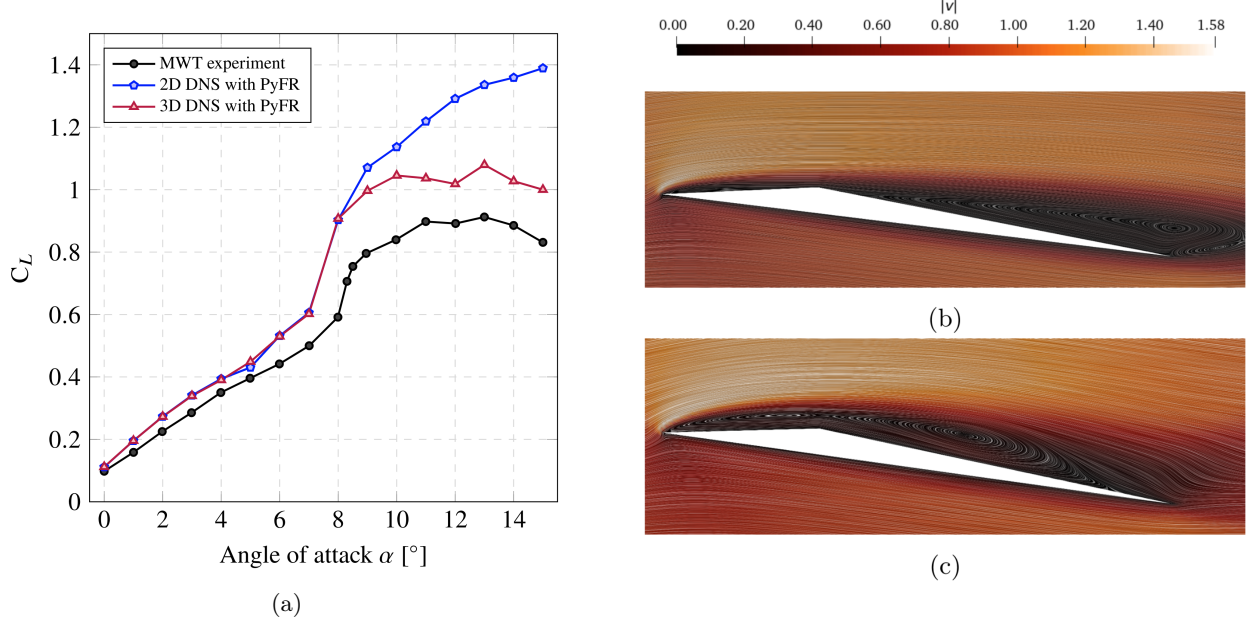 MWT experiment
2D DNS with PyFR
3D DNS with PyFR
1.4
1.2
1
0.8
0.6
0.4
0.2
0
C_L
0 2 4 6 8 10 12 14
Angle of attack α [°]
(a)
|v|
0.00 0.20 0.40 0.60 0.80 1.00 1.20 1.40 1.58
(b)
(c)